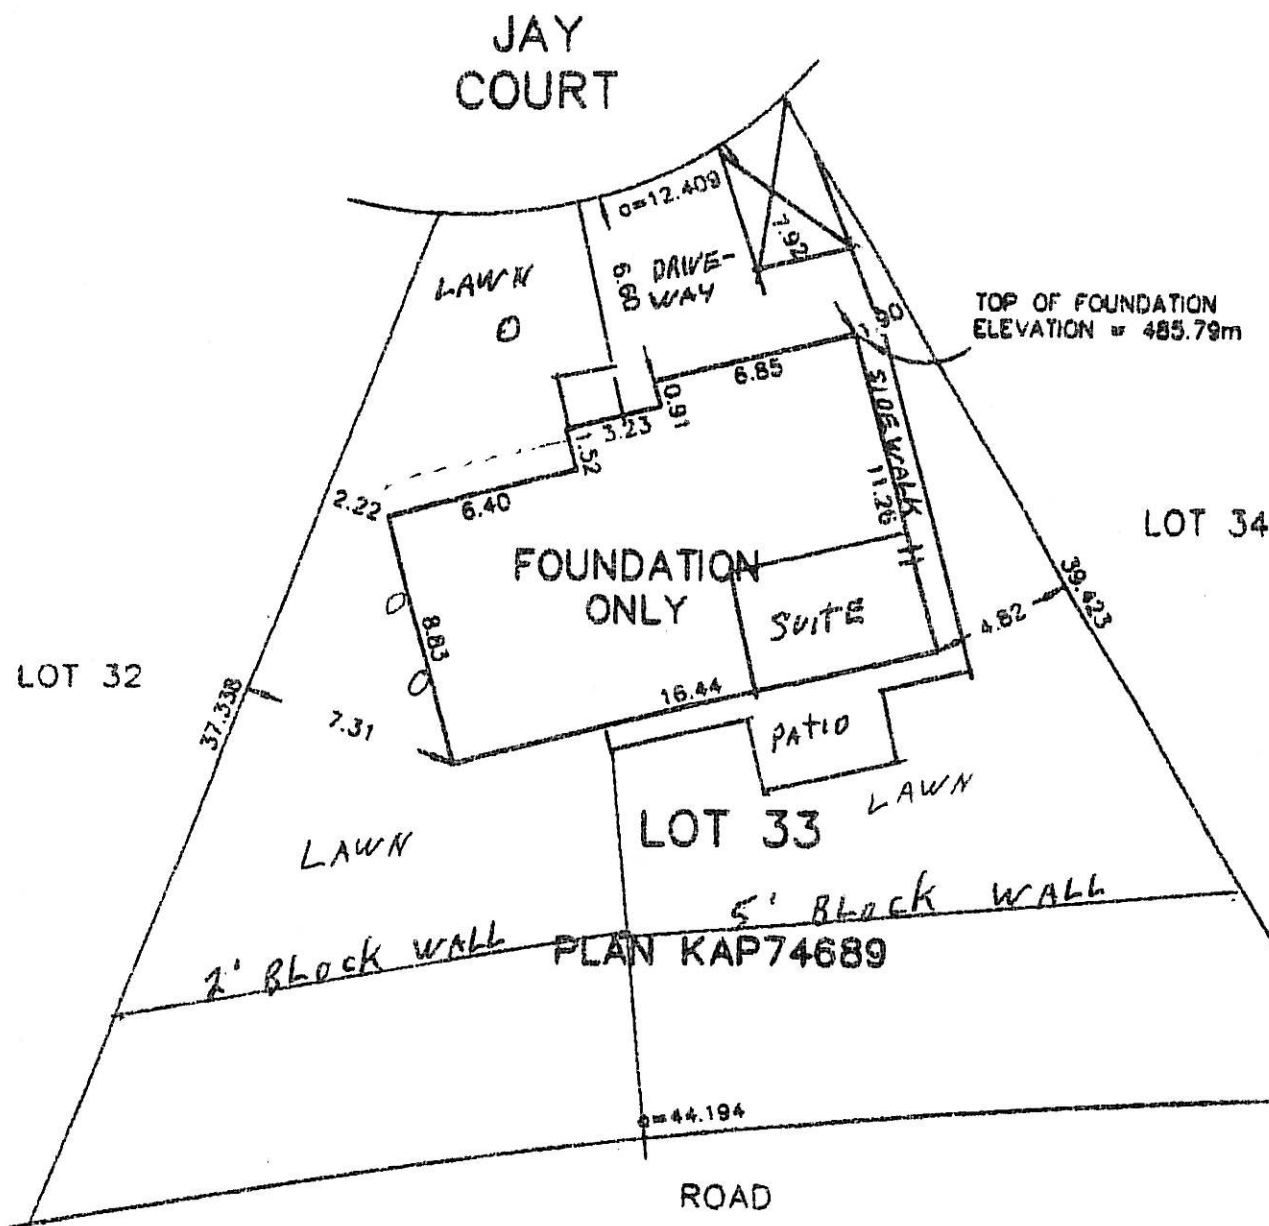 JAY
COURT
a=12.409
LAWN
6.60
DRIVE-
WAY
7.92
TOP OF FOUNDATION
ELEVATION = 485.79m
6.85
0.91
3.23
1.52
SIDEWALK
2.22
6.40
11.26
LOT 34
FOUNDATION
ONLY
39.423
8.83
SUITE
4.82
LOT 32
37.338
16.44
7.31
PATIO
LAWN
LOT 33
LAWN
5' BLOCK WALL
2' BLOCK WALL
PLAN KAP74689
a=44.194
ROAD